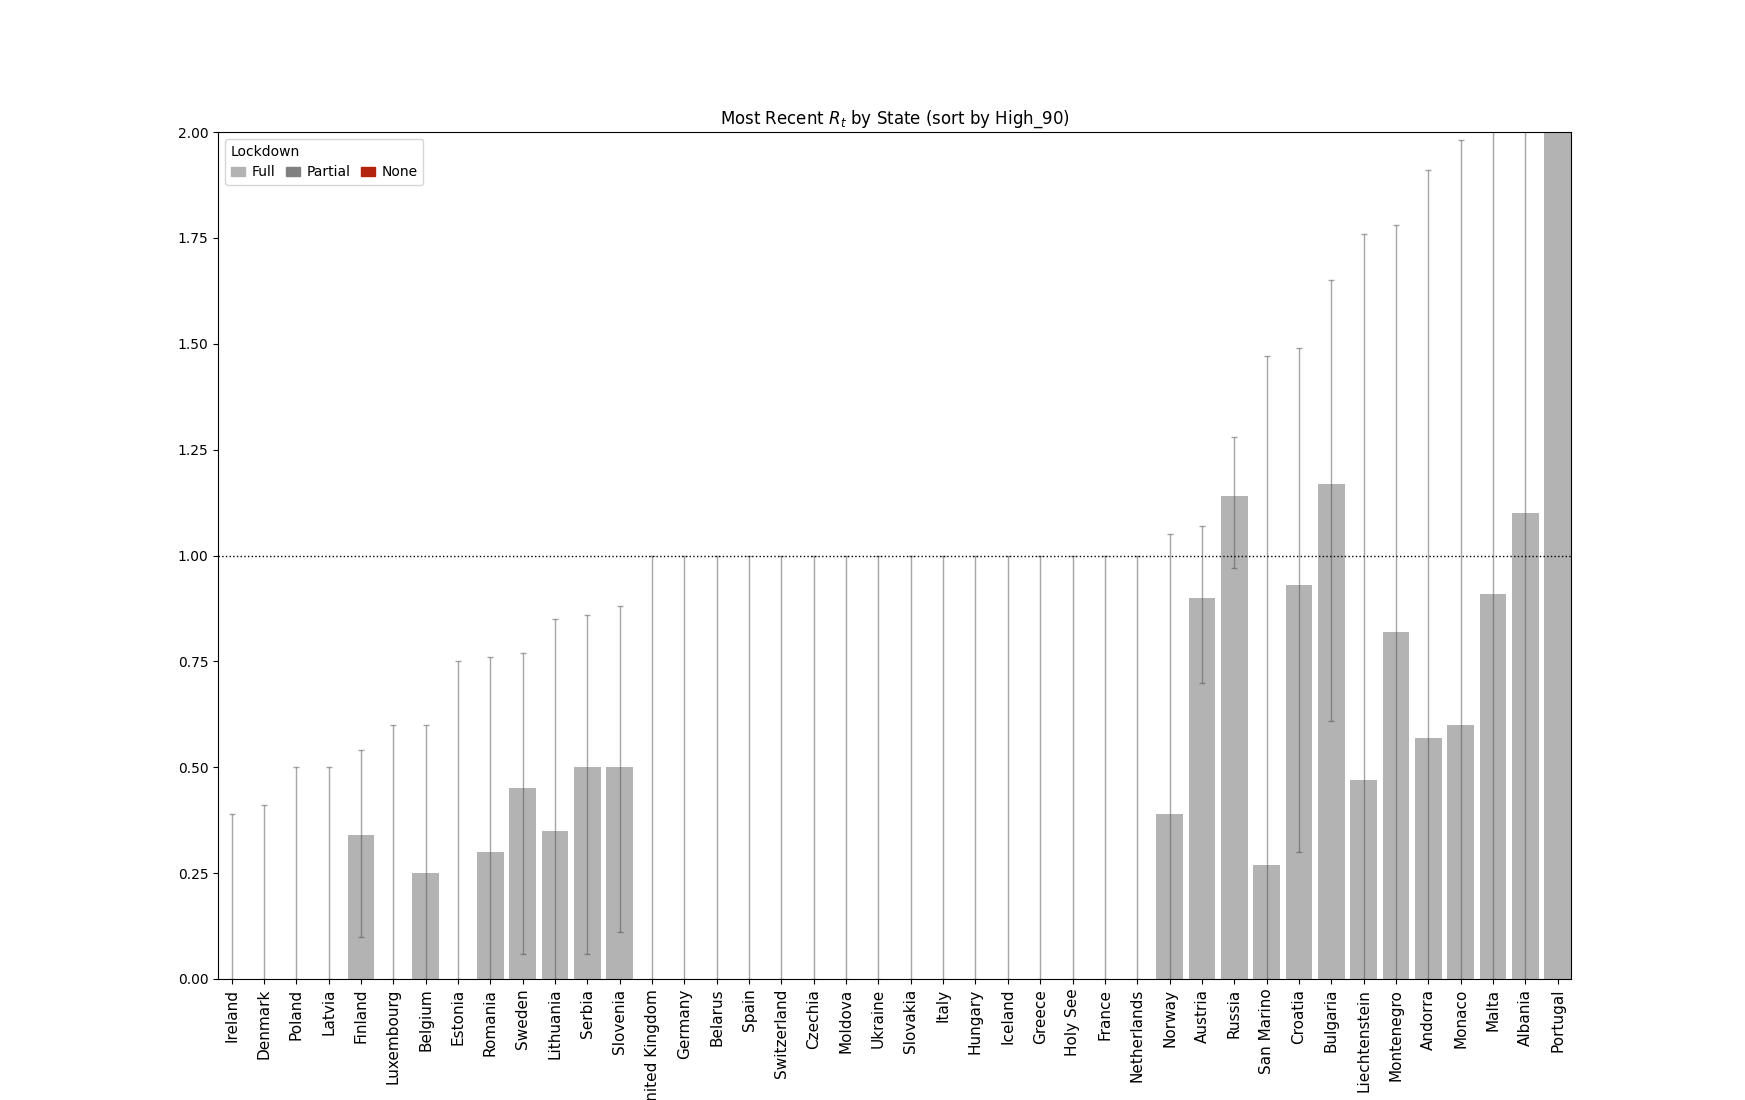 Most Recent Rt by State (sort by High_90)
Lockdown
Full Partial None
2.00
1.75
1.50
1.25
1.00
0.75
0.50
0.25
0.00
Ireland
Denmark
Poland
Latvia
Finland
Luxembourg
Belgium
Estonia
Romania
Sweden
Lithuania
Serbia
Slovenia
nited Kingdom
Germany
Belarus
Spain
Switzerland
Czechia
Moldova
Ukraine
Slovakia
Italy
Hungary
Iceland
Greece
Holy See
France
Netherlands
Norway
Austria
Russia
San Marino
Croatia
Bulgaria
Liechtenstein
Montenegro
Andorra
Monaco
Malta
Albania
Portugal